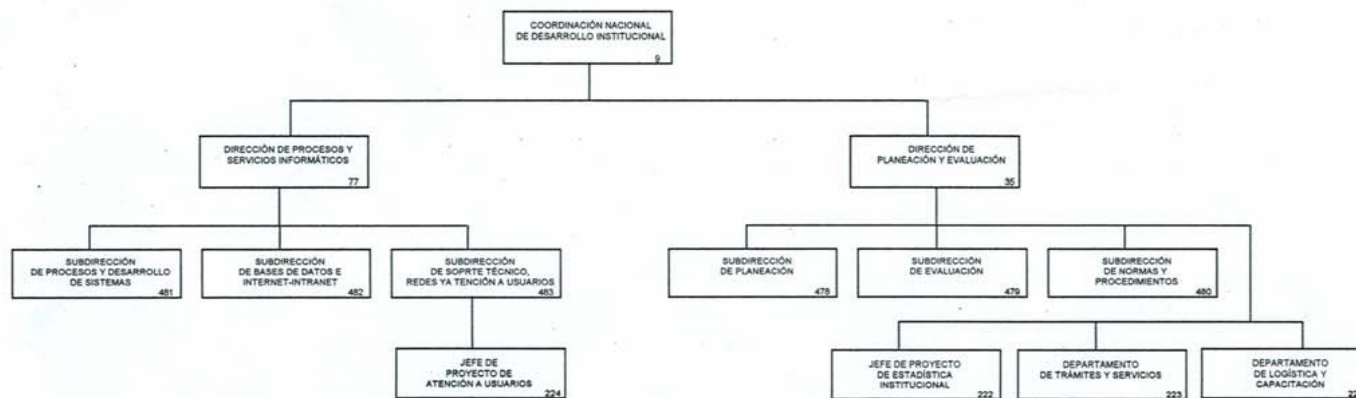 COORDINACIÓN NACIONAL
DE DESARROLLO INSTITUCIONAL
9
DIRECCIÓN DE PROCESOS Y
SERVICIOS INFORMÁTICOS
77
DIRECCIÓN DE
PLANEACIÓN Y EVALUACIÓN
35
SUBDIRECCIÓN
DE PROCESOS Y DESARROLLO
DE SISTEMAS
481
SUBDIRECCIÓN
DE BASES DE DATOS E
INTERNET-INTRANET
482
SUBDIRECCIÓN
DE SOPRTE TÉCNICO,
REDES YA TENCIÓN A USUARIOS
483
SUBDIRECCIÓN
DE PLANEACIÓN
478
SUBDIRECCIÓN
DE EVALUACIÓN
479
SUBDIRECCIÓN
DE NORMAS Y
PROCEDIMIENTOS
480
JEFE DE
PROYECTO DE
ATENCIÓN A USUARIOS
224
JEFE DE PROYECTO
DE ESTADÍSTICA
INSTITUCIONAL
222
DEPARTAMENTO
DE TRÁMITES Y SERVICIOS
223
DEPARTAMENTO
DE LOGÍSTICA Y
CAPACITACIÓN